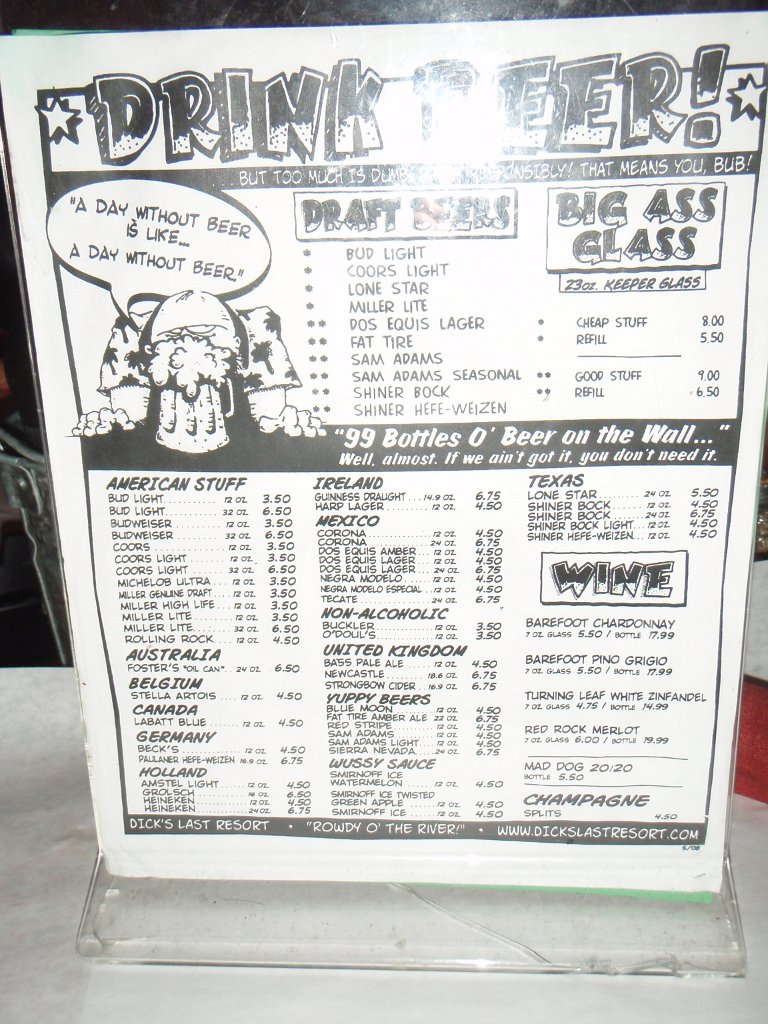 DRINK BEER!
BUT TOO MUCH IS DUMB RESPONSIBLY! THAT MEANS YOU, BUB!
"A DAY WITHOUT BEER
IS LIKE...
A DAY WITHOUT BEER."
DRAFT BEERS
* BUD LIGHT
* COORS LIGHT
* LONE STAR
* MILLER LITE
** DOS EQUIS LAGER
** FAT TIRE
** SAM ADAMS
** SAM ADAMS SEASONAL
** SHINER BOCK
** SHINER HEFE-WEIZEN
BIG ASS
GLASS
23OZ. KEEPER GLASS
* CHEAP STUFF 8.00
* REFILL 5.50
** GOOD STUFF 9.00
** REFILL 6.50
"99 Bottles O' Beer on the Wall..."
Well, almost. If we ain't got it, you don't need it.
AMERICAN STUFF
BUD LIGHT 12 OZ. 3.50
BUD LIGHT 32 OZ. 6.50
BUDWEISER 12 OZ. 3.50
BUDWEISER 32 OZ. 6.50
COORS 12 OZ. 3.50
COORS LIGHT 12 OZ. 3.50
COORS LIGHT 32 OZ. 6.50
MICHELOB ULTRA 12 OZ. 3.50
MILLER GENUINE DRAFT 12 OZ. 3.50
MILLER HIGH LIFE 12 OZ. 3.50
MILLER LITE 12 OZ. 3.50
MILLER LITE 32 OZ. 6.50
ROLLING ROCK 12 OZ. 4.50
AUSTRALIA
FOSTER'S "OIL CAN" 24 OZ. 6.50
BELGIUM
STELLA ARTOIS 12 OZ. 4.50
CANADA
LABATT BLUE 12 OZ. 4.50
GERMANY
BECK'S 12 OZ. 4.50
PAULANER HEFE-WEIZEN 16.9 OZ. 6.75
HOLLAND
AMSTEL LIGHT 12 OZ. 4.50
GROLSCH 16 OZ. 6.50
HEINEKEN 12 OZ. 4.50
HEINEKEN 24 OZ. 6.75
IRELAND
GUINNESS DRAUGHT 14.9 OZ. 6.75
HARP LAGER 12 OZ. 4.50
MEXICO
CORONA 12 OZ. 4.50
CORONA 24 OZ. 6.75
DOS EQUIS AMBER 12 OZ. 4.50
DOS EQUIS LAGER 12 OZ. 4.50
DOS EQUIS LAGER 24 OZ. 6.75
NEGRA MODELO 12 OZ. 4.50
NEGRA MODELO ESPECIAL 12 OZ. 4.50
TECATE 24 OZ. 6.75
NON-ALCOHOLIC
BUCKLER 12 OZ. 3.50
O'DOUL'S 12 OZ. 3.50
UNITED KINGDOM
BASS PALE ALE 12 OZ. 4.50
NEWCASTLE 18.6 OZ. 6.75
STRONGBOW CIDER 16.9 OZ. 6.75
YUPPY BEERS
BLUE MOON 12 OZ. 4.50
FAT TIRE AMBER ALE 22 OZ. 6.75
RED STRIPE 12 OZ. 4.50
SAM ADAMS 12 OZ. 4.50
SAM ADAMS LIGHT 12 OZ. 4.50
SIERRA NEVADA 24 OZ. 6.75
WUSSY SAUCE
SMIRNOFF ICE
WATERMELON 12 OZ. 4.50
SMIRNOFF ICE TWISTED
GREEN APPLE 12 OZ. 4.50
SMIRNOFF ICE 12 OZ. 4.50
TEXAS
LONE STAR 24 OZ. 5.50
SHINER BOCK 12 OZ. 4.50
SHINER BOCK 24 OZ. 6.75
SHINER BOCK LIGHT 12 OZ. 4.50
SHINER HEFE-WEIZEN 12 OZ. 4.50
WINE
BAREFOOT CHARDONNAY
7 OZ. GLASS 5.50 / BOTTLE 17.99
BAREFOOT PINO GRIGIO
7 OZ. GLASS 5.50 / BOTTLE 17.99
TURNING LEAF WHITE ZINFANDEL
7 OZ. GLASS 4.75 / BOTTLE 14.99
RED ROCK MERLOT
7 OZ. GLASS 6.00 / BOTTLE 19.99
MAD DOG 20/20
BOTTLE 5.50
CHAMPAGNE
SPLITS 4.50
DICK'S LAST RESORT • "ROWDY O' THE RIVER!" • WWW.DICKSLASTRESORT.COM
5/08